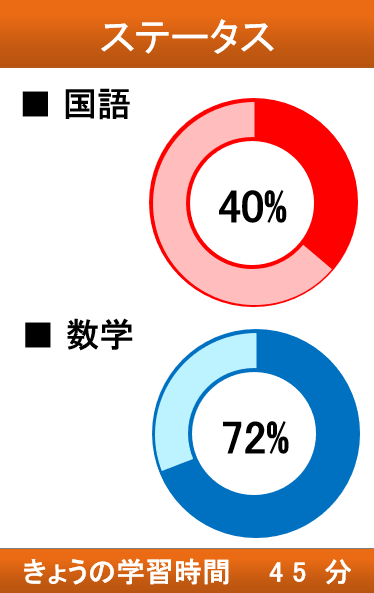 ステータス
■ 国語
40%
■ 数学
72%
きょうの学習時間 ４５ 分